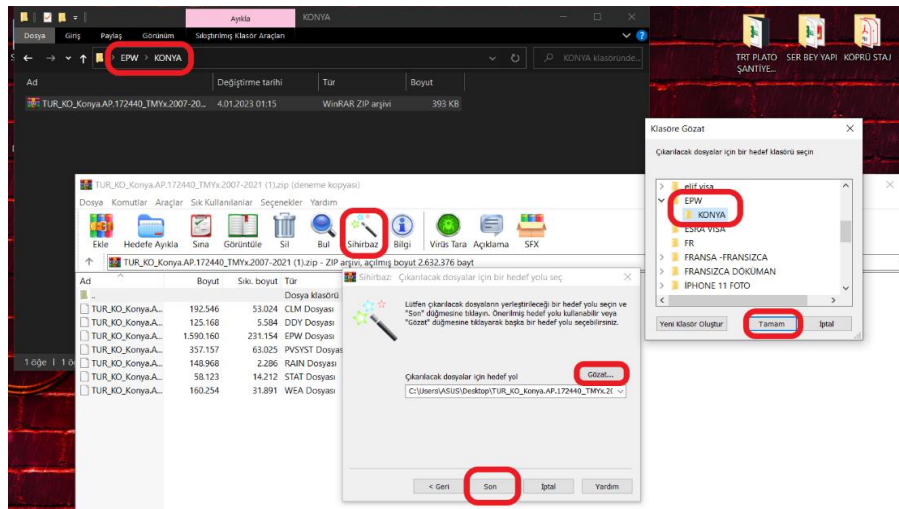 Ayıkla
KONYA
Dosya Giriş Paylaş Görünüm Sıkıştırılmış Klasör Araçları
EPW > KONYA
KONYA klasöründe...
Ad Değiştirme tarihi Tür Boyut
TUR_KO_Konya.AP.172440_TMYx.2007-20... 4.01.2023 01:15 WinRAR ZIP arşivi 393 KB
TRT PLATO ŞANTİYE...
SER BEY YAPI
KÖPRÜ STAJ
Klasöre Gözat
Çıkarılacak dosyalar için bir hedef klasörü seçin
elif visa
EPW
KONYA
ESRA VİSA
FR
FRANSA -FRANSIZCA
FRANSIZCA DÖKÜMAN
İPHONE 11 FOTO
Yeni Klasör Oluştur Tamam İptal
TUR_KO_Konya.AP.172440_TMYx.2007-2021 (1).zip (deneme kopyası)
Dosya Komutlar Araçlar Sık Kullanılanlar Seçenekler Yardım
Ekle Hedefe Ayıkla Sına Görüntüle Sil Bul Sihirbaz Bilgi Virüs Tara Açıklama SFX
TUR_KO_Konya.AP.172440_TMYx.2007-2021 (1).zip - ZIP arşivi, açılmış boyut 2.632.376 bayt
Ad Boyut Sıkı. boyut Tür
.. Dosya klasörü
TUR_KO_Konya.A... 192.546 53.024 CLM Dosyası
TUR_KO_Konya.A... 125.168 5.584 DDY Dosyası
TUR_KO_Konya.A... 1.590.160 231.154 EPW Dosyası
TUR_KO_Konya.A... 357.157 63.025 PVSYST Dosyas
TUR_KO_Konya.A... 148.968 2.286 RAIN Dosyası
TUR_KO_Konya.A... 58.123 14.212 STAT Dosyası
TUR_KO_Konya.A... 160.254 31.891 WEA Dosyası
1 öğe 1 ö
Sihirbaz: Çıkarılacak dosyalar için bir hedef yolu seç
Lütfen çıkarılacak dosyaların yerleştirileceği bir hedef yolu seçin ve
"Son" düğmesine tıklayın. Önerilmiş hedef yolu kullanabilir veya
"Gözat" düğmesine tıklayarak başka bir hedef yolu seçebilirsiniz.
Çıkarılacak dosyalar için hedef yol Gözat...
C:\Users\ASUS\Desktop\TUR_KO_Konya.AP.172440_TMYx.2(
< Geri Son İptal Yardım